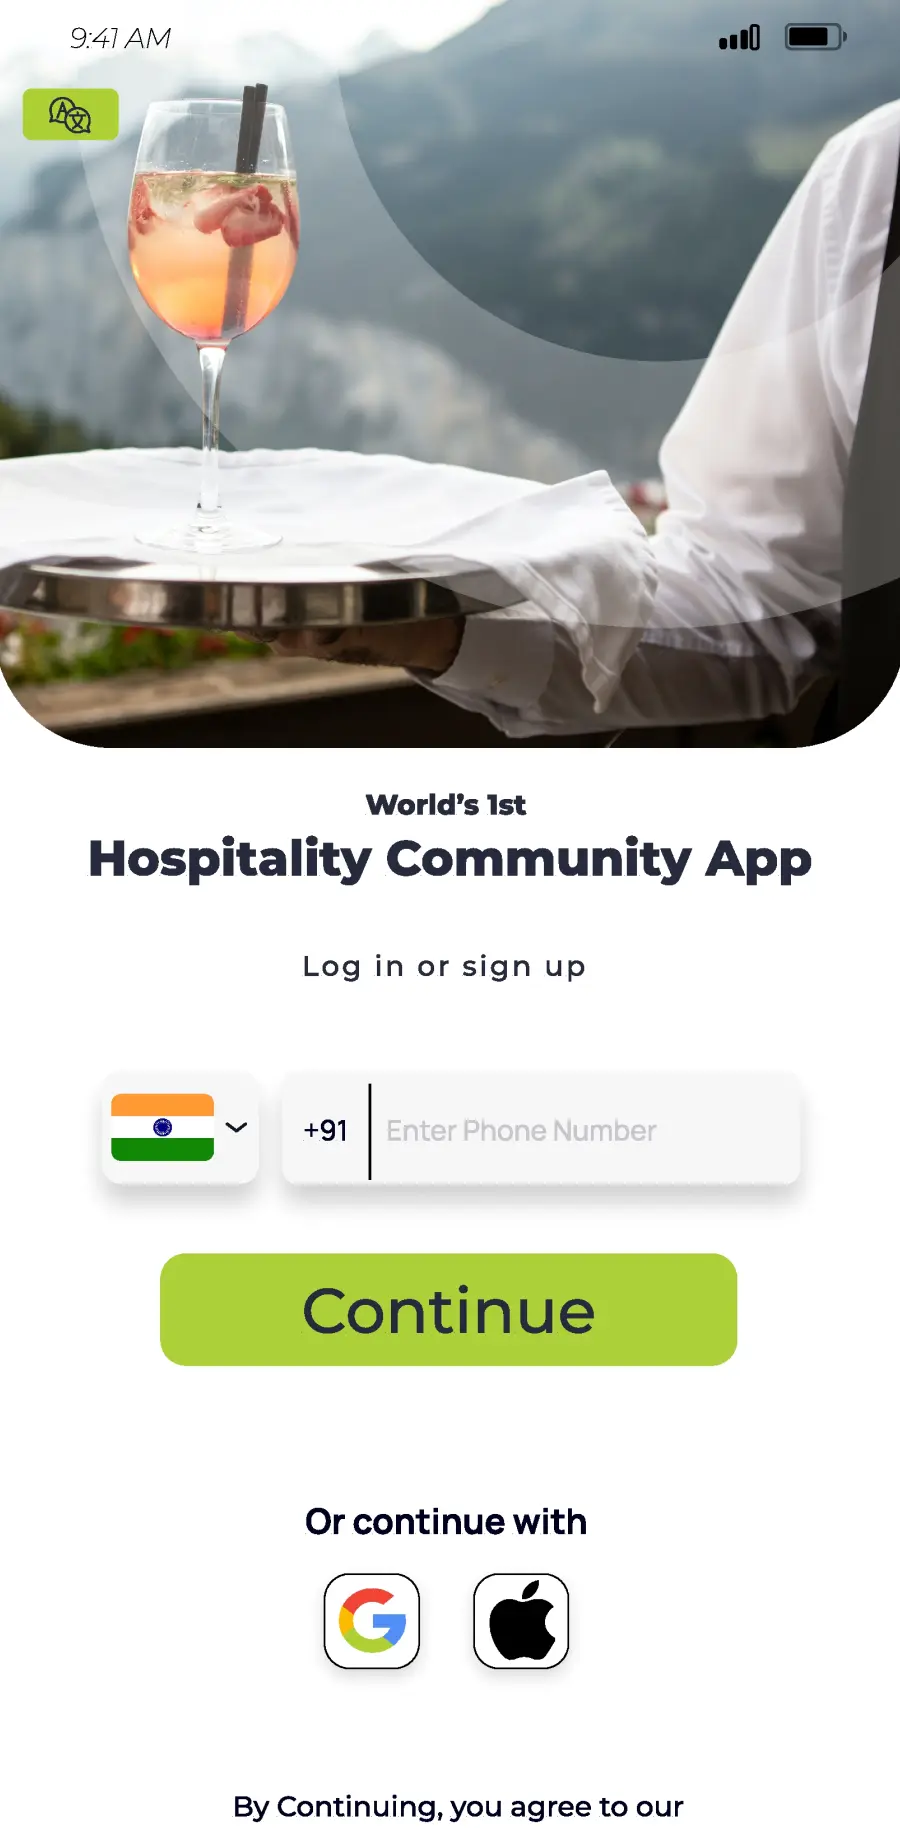 9:41 AM
A 文
World’s 1st
Hospitality Community App
Log in or sign up
+91
Enter Phone Number
Continue
Or continue with
G
By Continuing, you agree to our